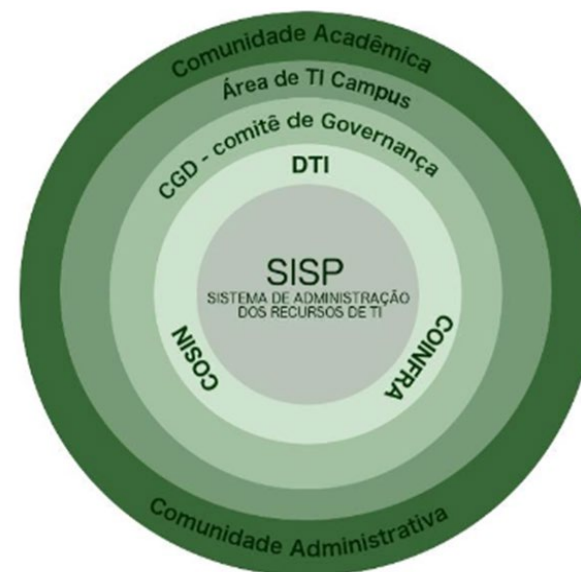 Comunidade Acadêmica
Área de TI Campus
CGD - comitê de Governança
DTI
SISP
SISTEMA DE ADMINISTRAÇÃO
DOS RECURSOS DE TI
COSIN
COINFRA
Comunidade Administrativa